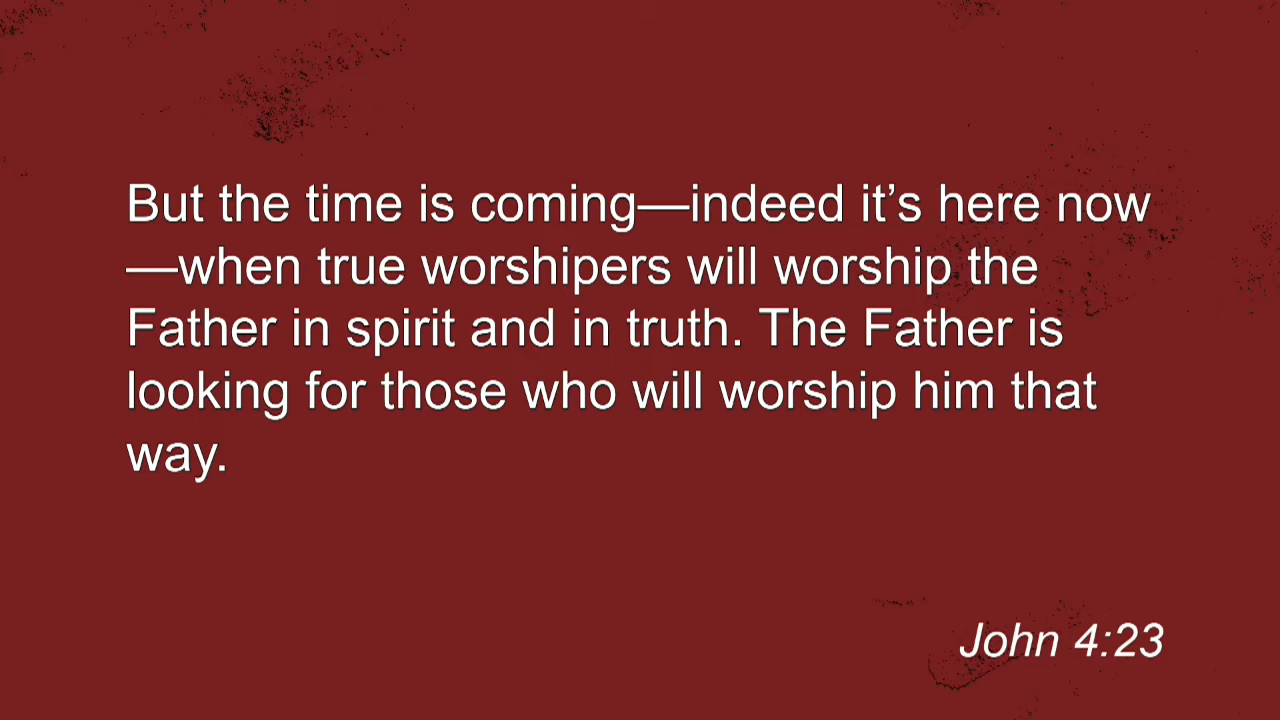 But the time is coming—indeed it’s here now
—when true worshipers will worship the
Father in spirit and in truth. The Father is
looking for those who will worship him that
way.
John 4:23